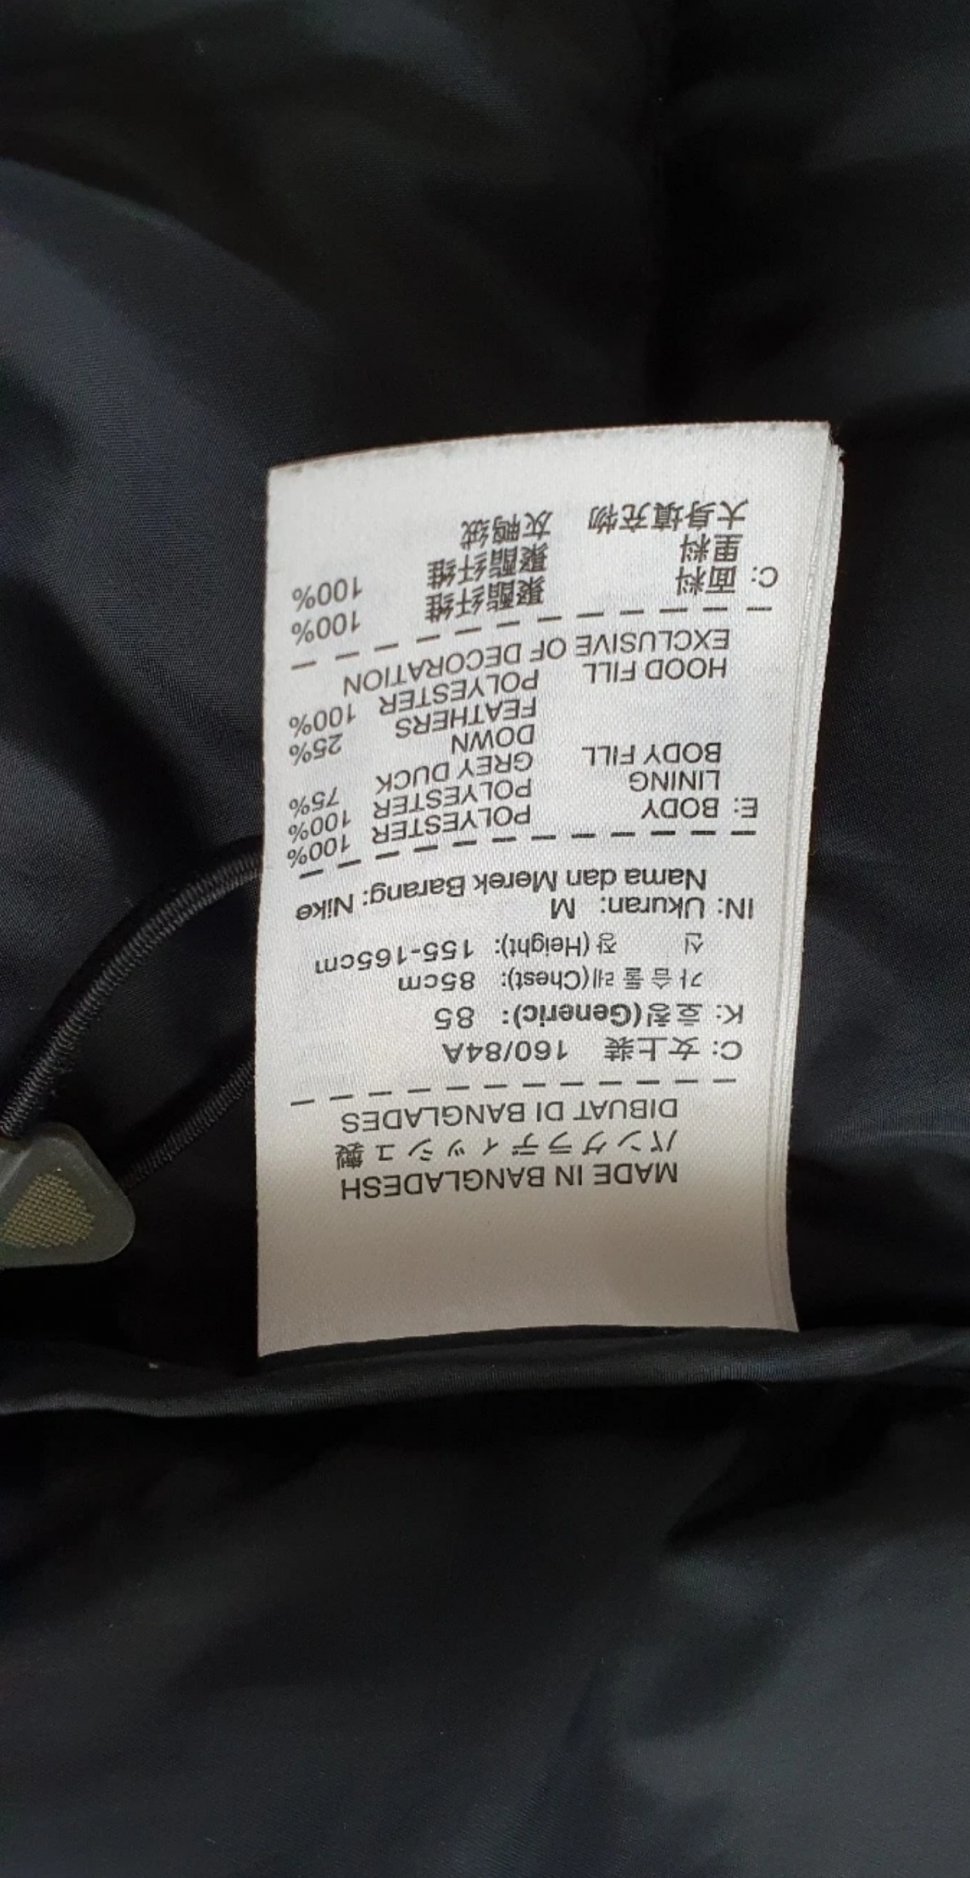 MADE IN BANGLADESH
バングラディッシュ製
DIBUAT DI BANGLADES
C: 女上装 160/84A
K: 호칭(Generic): 85
가슴둘레(Chest): 85cm
신 장(Height): 155-165cm
IN: Ukuran: M
Nama dan Merek Barang: Nike
E: BODY POLYESTER 100%
LINING POLYESTER 100%
BODY FILL GREY DUCK 75%
DOWN
FEATHERS 25%
HOOD FILL POLYESTER 100%
EXCLUSIVE OF DECORATION
C: 面料 聚酯纤维 100%
里料 聚酯纤维 100%
大身填充物 灰鸭绒